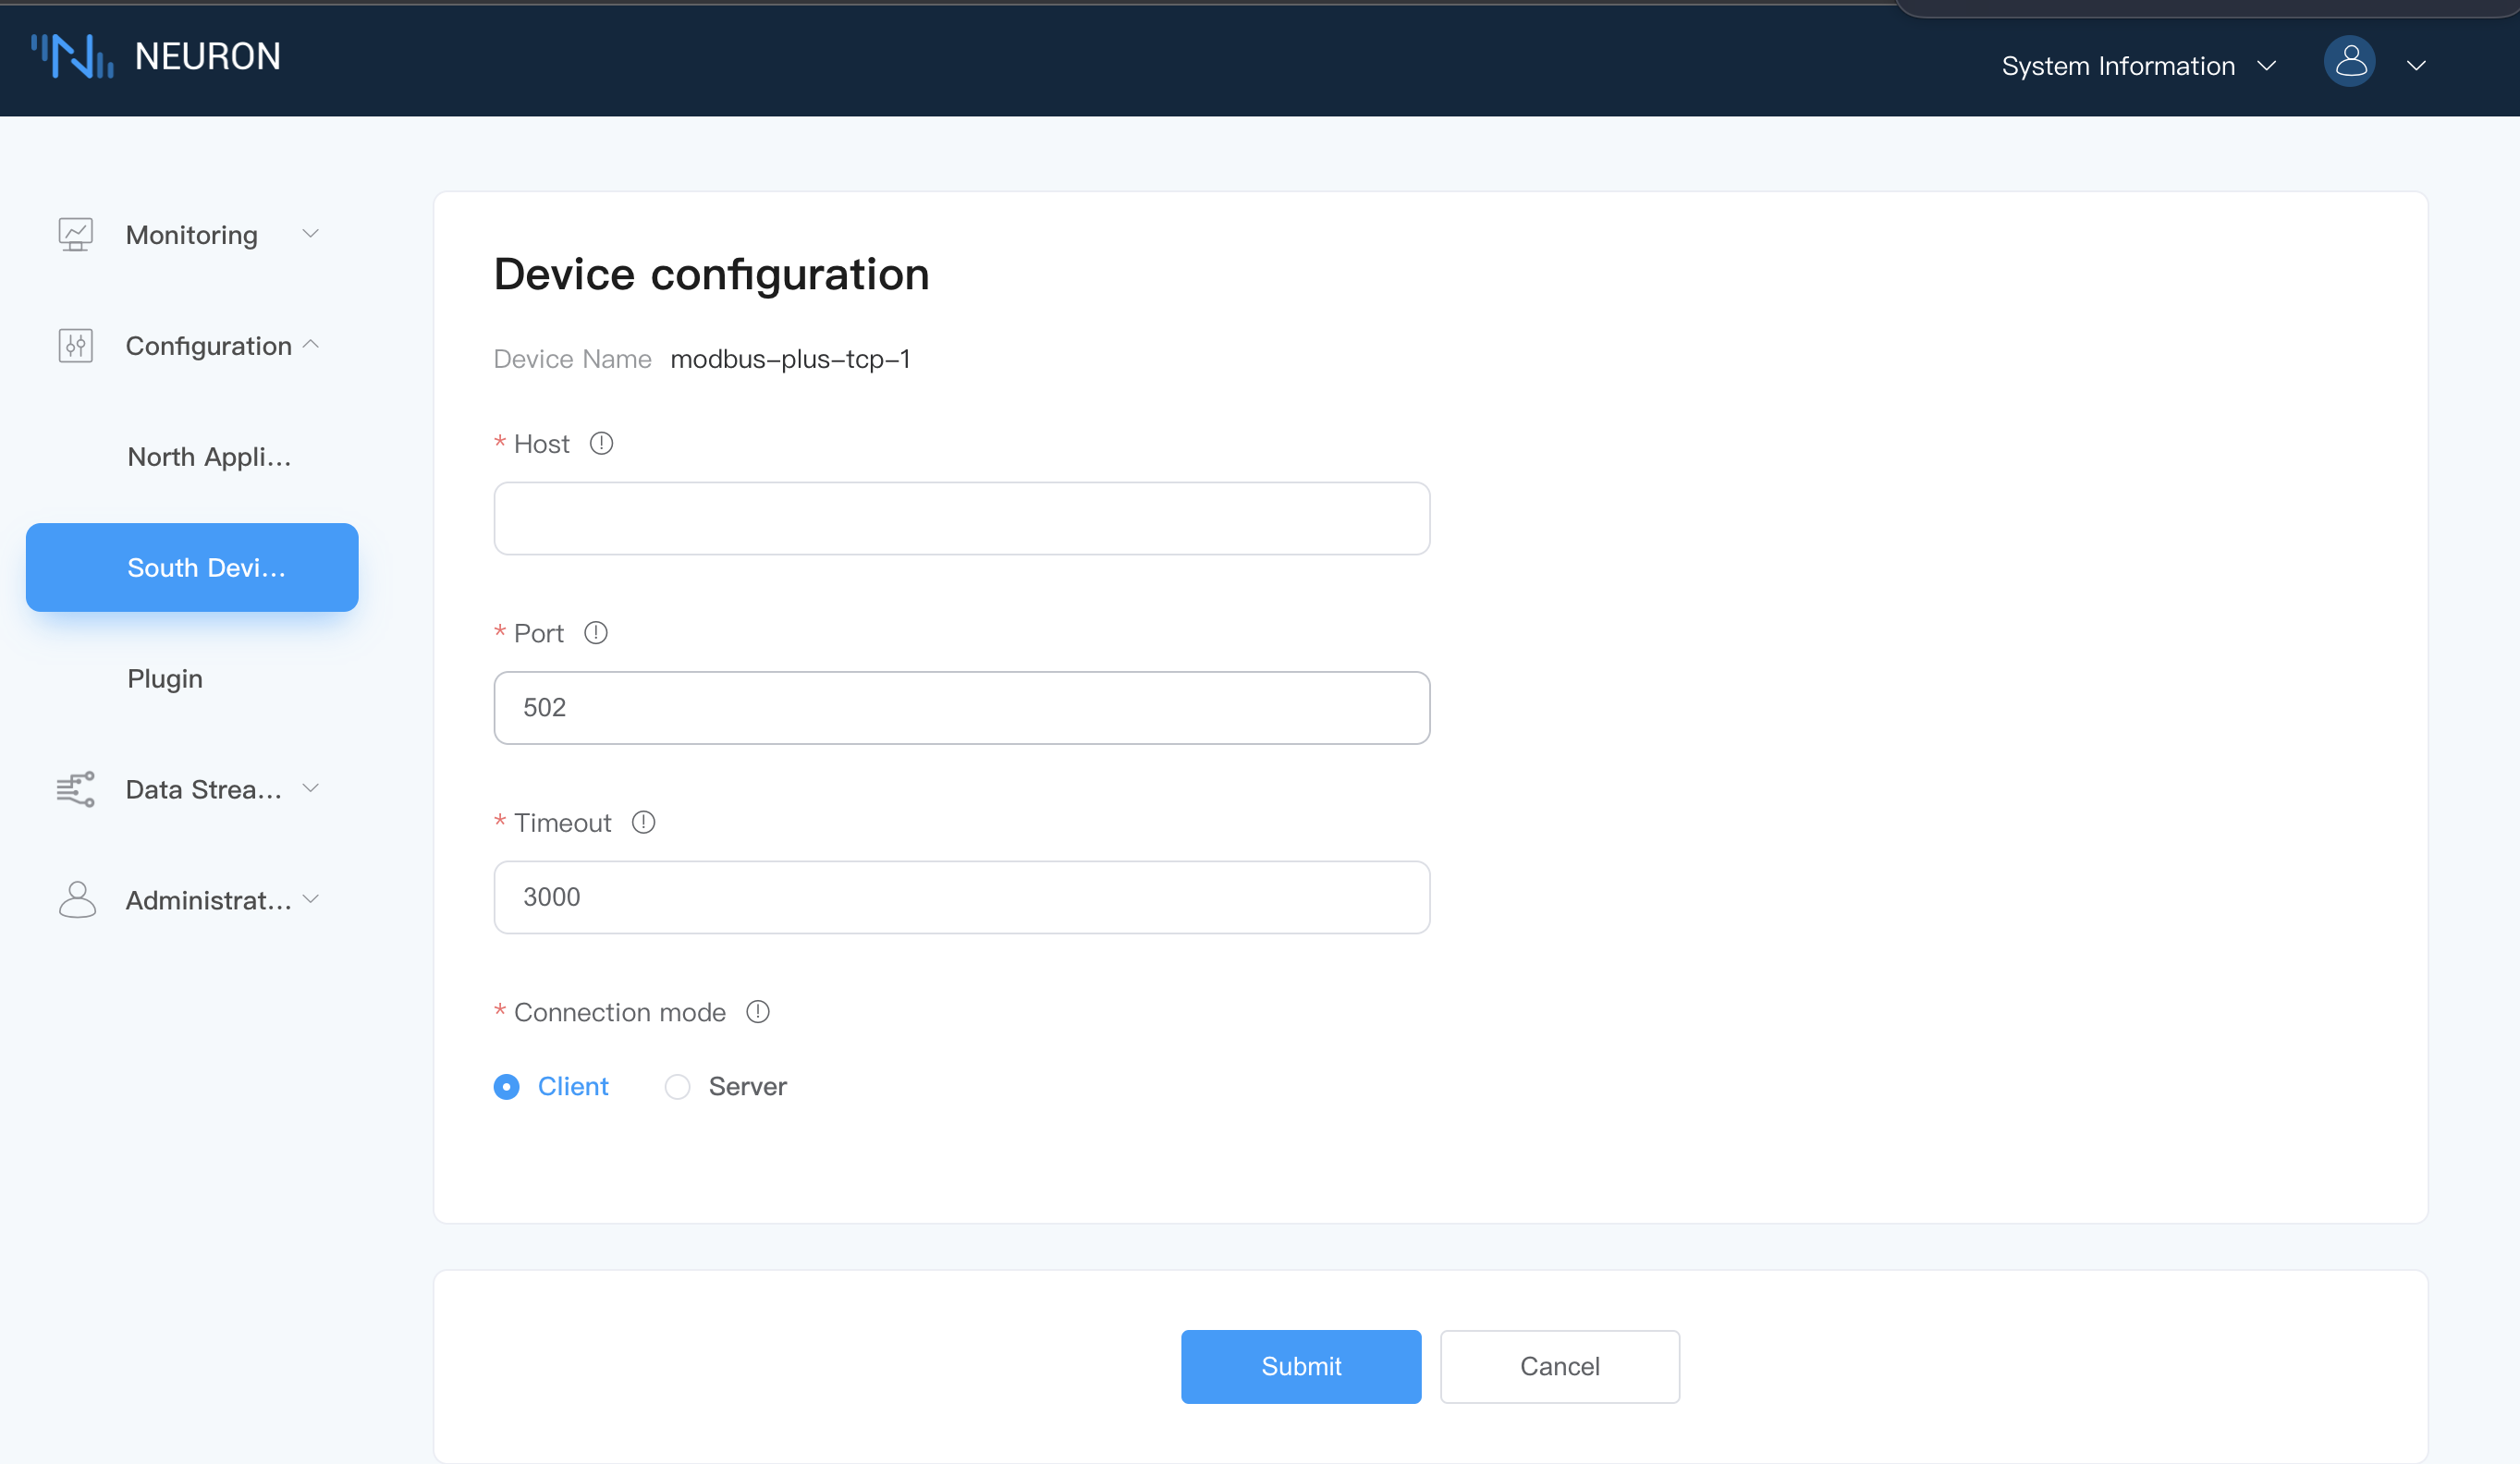 NEURON
System Information
Monitoring
Configuration
North Appli...
South Devi...
Plugin
Data Strea...
Administrat...
Device configuration
Device Name modbus-plus-tcp-1
* Host
* Port
502
* Timeout
3000
* Connection mode
Client Server
Submit Cancel